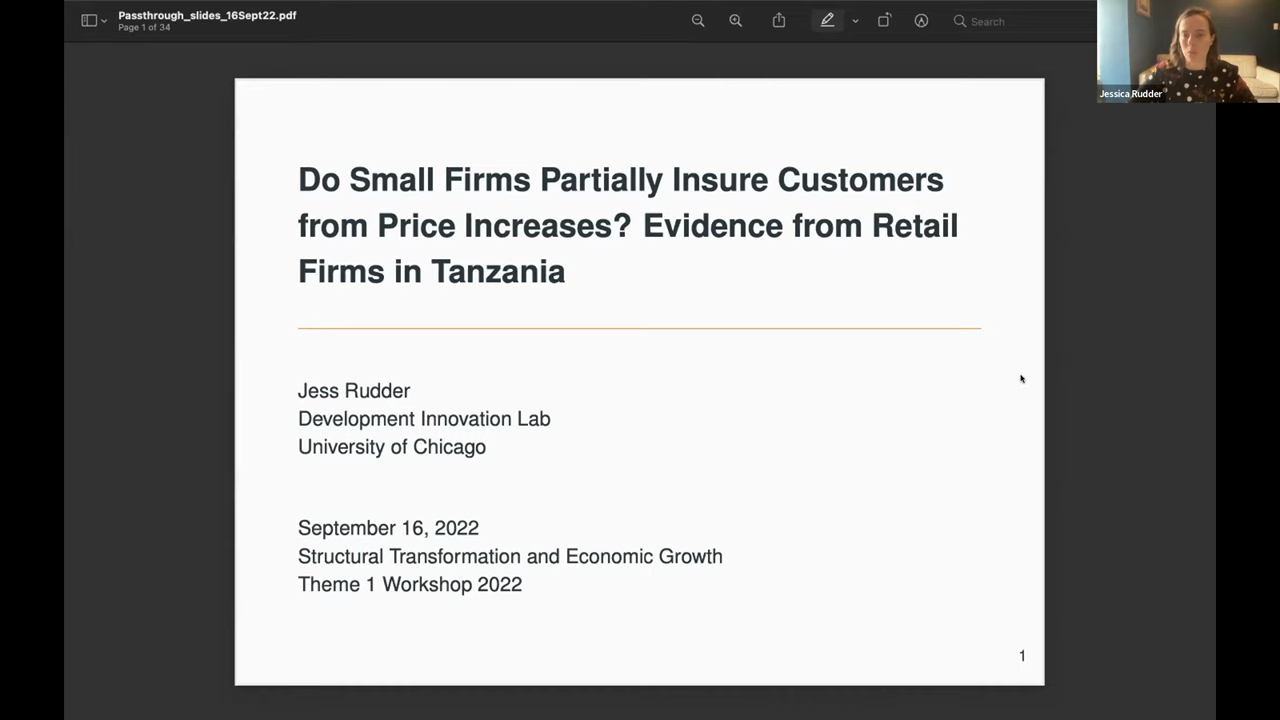 Passthrough_slides_16Sept22.pdf
Page 1 of 34
Search
Jessica Rudder
Do Small Firms Partially Insure Customers
from Price Increases? Evidence from Retail
Firms in Tanzania
Jess Rudder
Development Innovation Lab
University of Chicago
September 16, 2022
Structural Transformation and Economic Growth
Theme 1 Workshop 2022
1